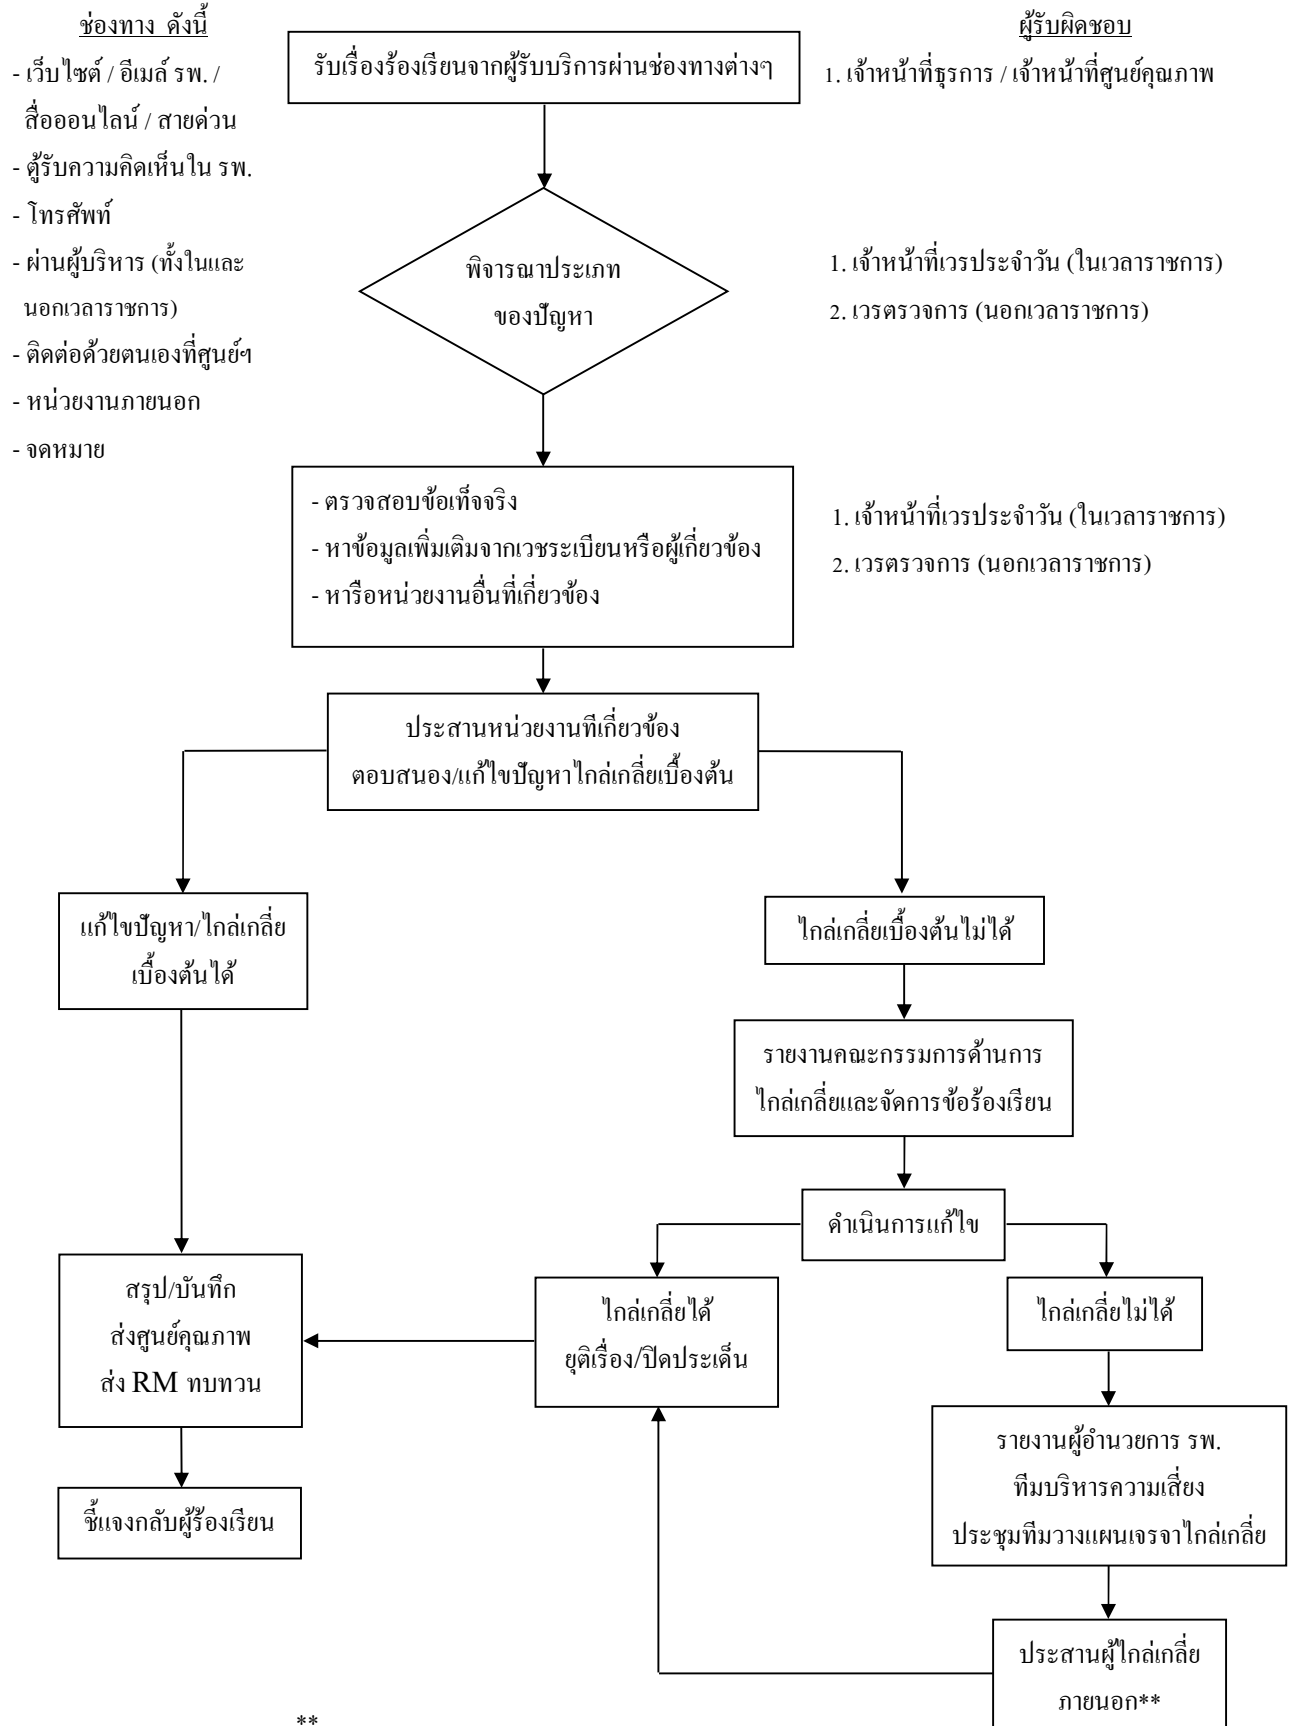 ช่องทาง ดังนี้
- เว็บไซต์ / อีเมล์ รพ. /
สื่อออนไลน์ / สายด่วน
- ตู้รับความคิดเห็นใน รพ.
- โทรศัพท์
- ผ่านผู้บริหาร (ทั้งในและ
นอกเวลาราชการ)
- ติดต่อด้วยตนเองที่ศูนย์ฯ
- หน่วยงานภายนอก
- จดหมาย
รับเรื่องร้องเรียนจากผู้รับบริการผ่านช่องทางต่างๆ
ผู้รับผิดชอบ
1. เจ้าหน้าที่ธุรการ / เจ้าหน้าที่ศูนย์คุณภาพ
พิจารณาประเภท
ของปัญหา
1. เจ้าหน้าที่เวรประจำวัน (ในเวลาราชการ)
2. เวรตรวจการ (นอกเวลาราชการ)
- ตรวจสอบข้อเท็จจริง
- หาข้อมูลเพิ่มเติมจากเวชระเบียนหรือผู้เกี่ยวข้อง
- หารือหน่วยงานอื่นที่เกี่ยวข้อง
1. เจ้าหน้าที่เวรประจำวัน (ในเวลาราชการ)
2. เวรตรวจการ (นอกเวลาราชการ)
ประสานหน่วยงานทีเกี่ยวข้อง
ตอบสนอง/แก้ไขปัญหาไกล่เกลี่ยเบื้องต้น
แก้ไขปัญหา/ไกล่เกลี่ย
เบื้องต้นได้
ไกล่เกลี่ยเบื้องต้นไม่ได้
รายงานคณะกรรมการด้านการ
ไกล่เกลี่ยและจัดการข้อร้องเรียน
ดำเนินการแก้ไข
สรุป/บันทึก
ส่งศูนย์คุณภาพ
ส่ง RM ทบทวน
ไกล่เกลี่ยได้
ยุติเรื่อง/ปิดประเด็น
ไกล่เกลี่ยไม่ได้
รายงานผู้อำนวยการ รพ.
ทีมบริหารความเสี่ยง
ประชุมทีมวางแผนเจรจาไกล่เกลี่ย
ชี้แจงกลับผู้ร้องเรียน
ประสานผู้ไกล่เกลี่ย
ภายนอก**
**